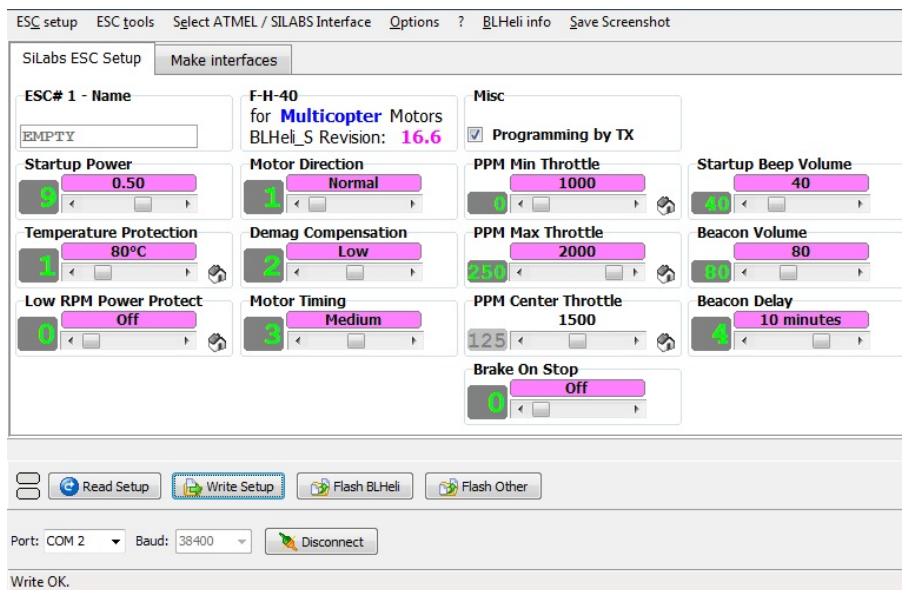 ESC setup ESC tools Select ATMEL / SILABS Interface Options ? BLHeli info Save Screenshot
SiLabs ESC Setup Make interfaces
ESC# 1 - Name
EMPTY
F-H-40
for Multicopter Motors
BLHeli_S Revision: 16.6
Misc
Programming by TX
Startup Power
9 0.50
Motor Direction
1 Normal
PPM Min Throttle
0 1000
Startup Beep Volume
40 40
Temperature Protection
1 80°C
Demag Compensation
2 Low
PPM Max Throttle
250 2000
Beacon Volume
80 80
Low RPM Power Protect
0 Off
Motor Timing
3 Medium
PPM Center Throttle
125 1500
Beacon Delay
4 10 minutes
Brake On Stop
0 Off
Read Setup Write Setup Flash BLHeli Flash Other
Port: COM 2 Baud: 38400 Disconnect
Write OK.